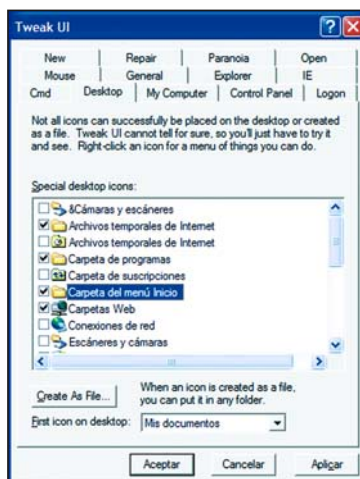 Tweak UI
New Repair Paranoia Open
Mouse General Explorer IE
Cmd Desktop My Computer Control Panel Logon
Not all icons can successfully be placed on the desktop or created
as a file. Tweak UI cannot tell for sure, so you'll just have to try it
and see. Right-click an icon for a menu of things you can do.
Special desktop icons:
&Cámaras y escáneres
Archivos temporales de Internet
Archivos temporales de Internet
Carpeta de programas
Carpeta de suscripciones
Carpeta del menú Inicio
Carpetas Web
Conexiones de red
Escáneres y cámaras
Create As File...
When an icon is created as a file,
you can put it in any folder.
First icon on desktop: Mis documentos
Aceptar Cancelar Aplicar